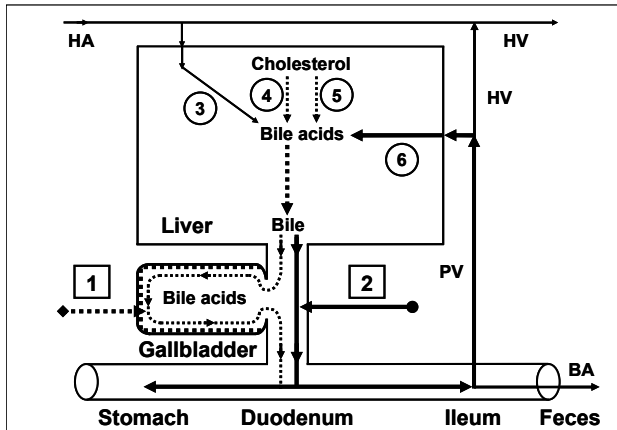 HA
HV
Cholesterol
HV
3
4
5
Bile acids
6
Liver
Bile
1
2
PV
Bile acids
Gallbladder
BA
Stomach
Duodenum
Ileum
Feces